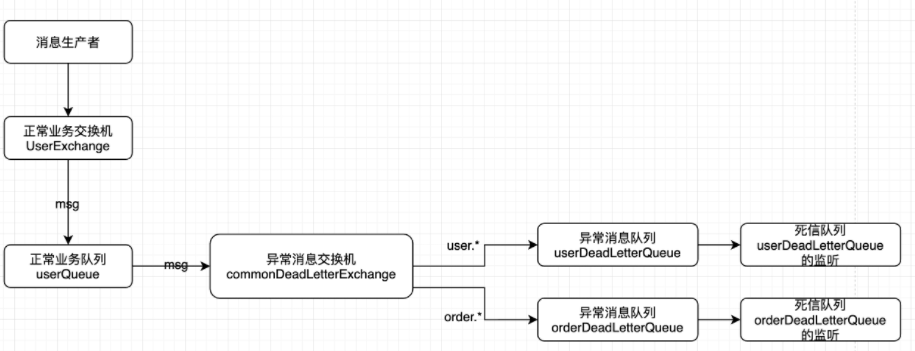 消息生产者
正常业务交换机
UserExchange
msg
正常业务队列
userQueue
msg
异常消息交换机
commonDeadLetterExchange
user.*
异常消息队列
userDeadLetterQueue
死信队列
userDeadLetterQueue
的监听
order.*
异常消息队列
orderDeadLetterQueue
死信队列
orderDeadLetterQueue
的监听